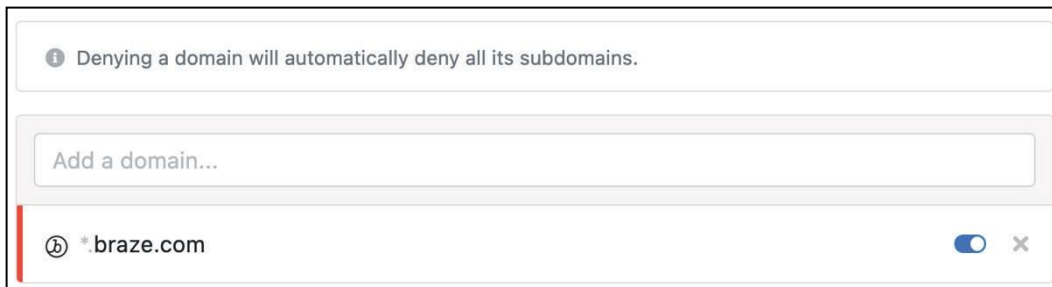 Denying a domain will automatically deny all its subdomains.
Add a domain...
*.braze.com